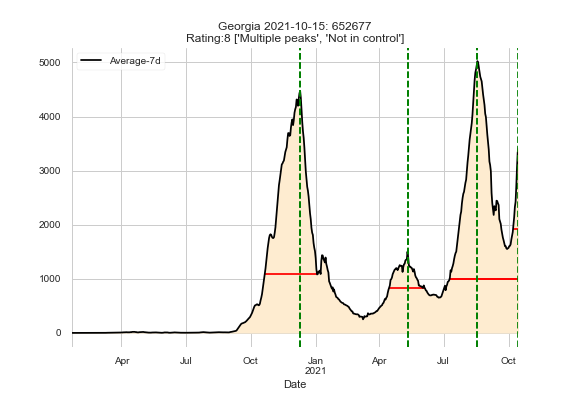 Georgia 2021-10-15: 652677
Rating:8 ['Multiple peaks', 'Not in control']
Average-7d
5000
4000
3000
2000
1000
0
Apr
Jul
Oct
Jan
2021
Apr
Jul
Oct
Date